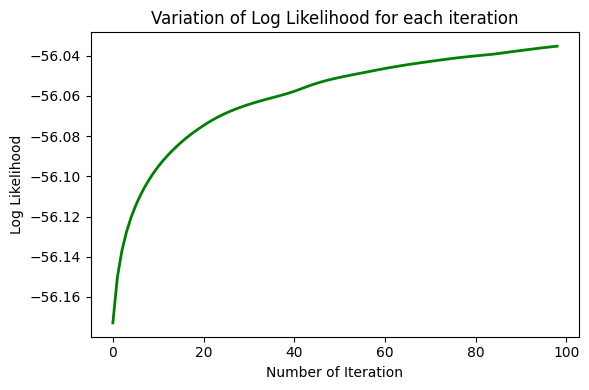 Variation of Log Likelihood for each iteration
−56.04
−56.06
−56.08
−56.10
−56.12
−56.14
−56.16
Log Likelihood
0 20 40 60 80 100
Number of Iteration